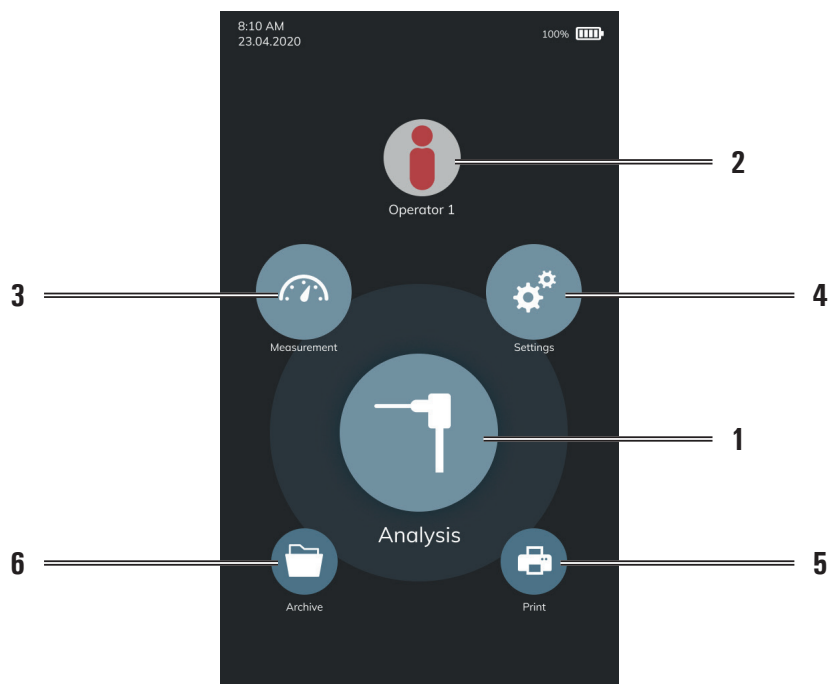 8:10 AM
23.04.2020
100%
2
Operator 1
3
4
Measurement
Settings
1
Analysis
6
5
Archive
Print